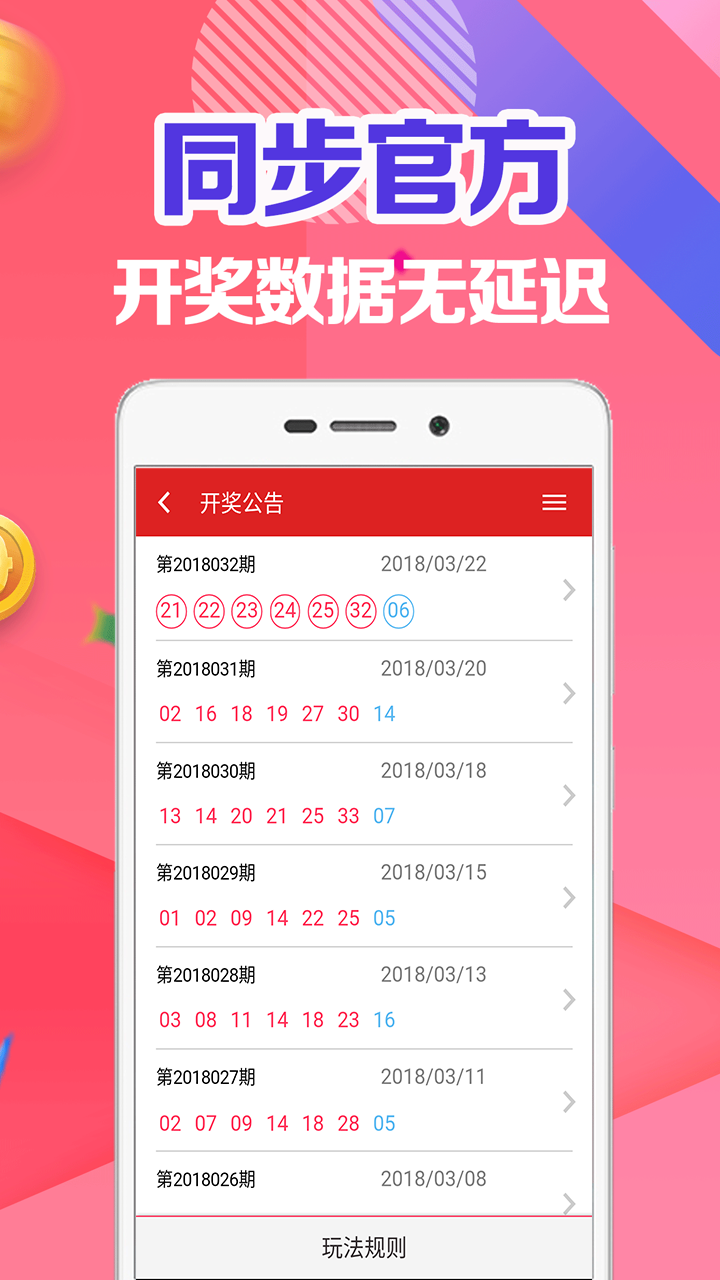 同步官方
开奖数据无延迟
开奖公告
第2018032期 2018/03/22
21 22 23 24 25 32 06
第2018031期 2018/03/20
02 16 18 19 27 30 14
第2018030期 2018/03/18
13 14 20 21 25 33 07
第2018029期 2018/03/15
01 02 09 14 22 25 05
第2018028期 2018/03/13
03 08 11 14 18 23 16
第2018027期 2018/03/11
02 07 09 14 18 28 05
第2018026期 2018/03/08
玩法规则